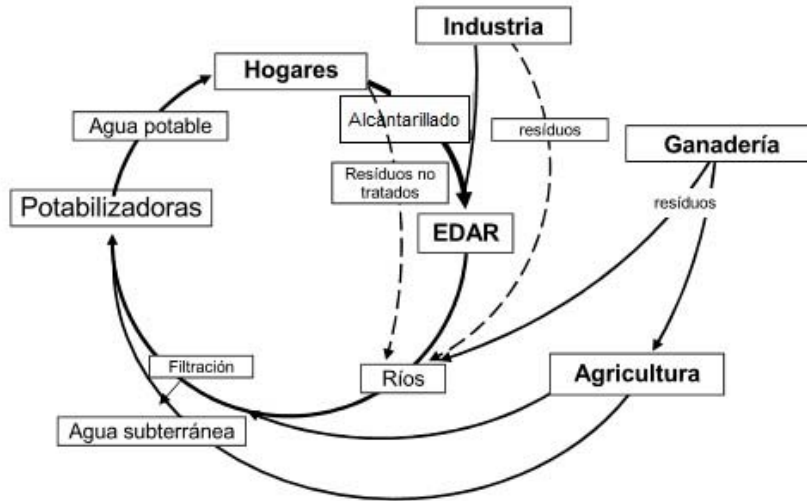 Industria
Hogares
Alcantarillado
resíduos
Agua potable
Ganadería
Resíduos no
tratados
resíduos
Potabilizadoras
EDAR
Filtración
Ríos
Agricultura
Agua subterránea